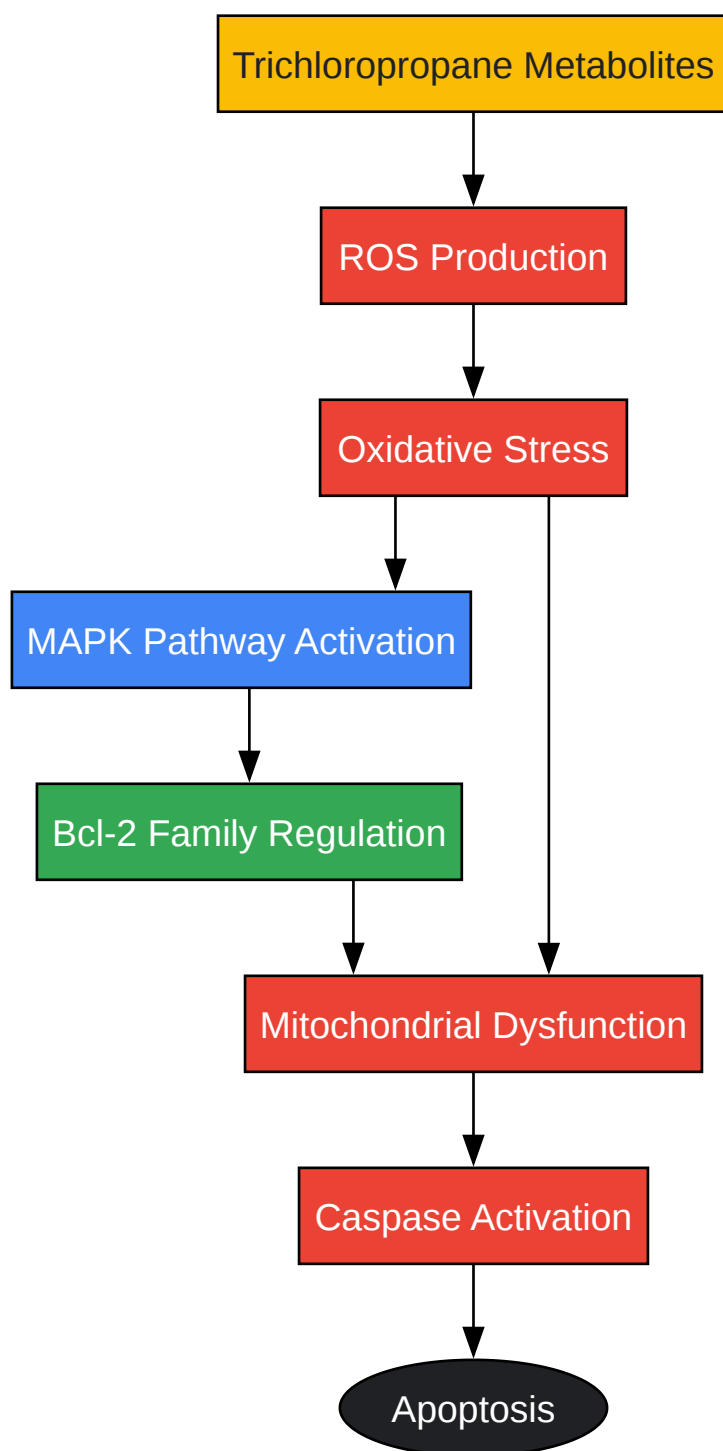 Trichloropropane Metabolites
ROS Production
Oxidative Stress
MAPK Pathway Activation
Bcl-2 Family Regulation
Mitochondrial Dysfunction
Caspase Activation
Apoptosis